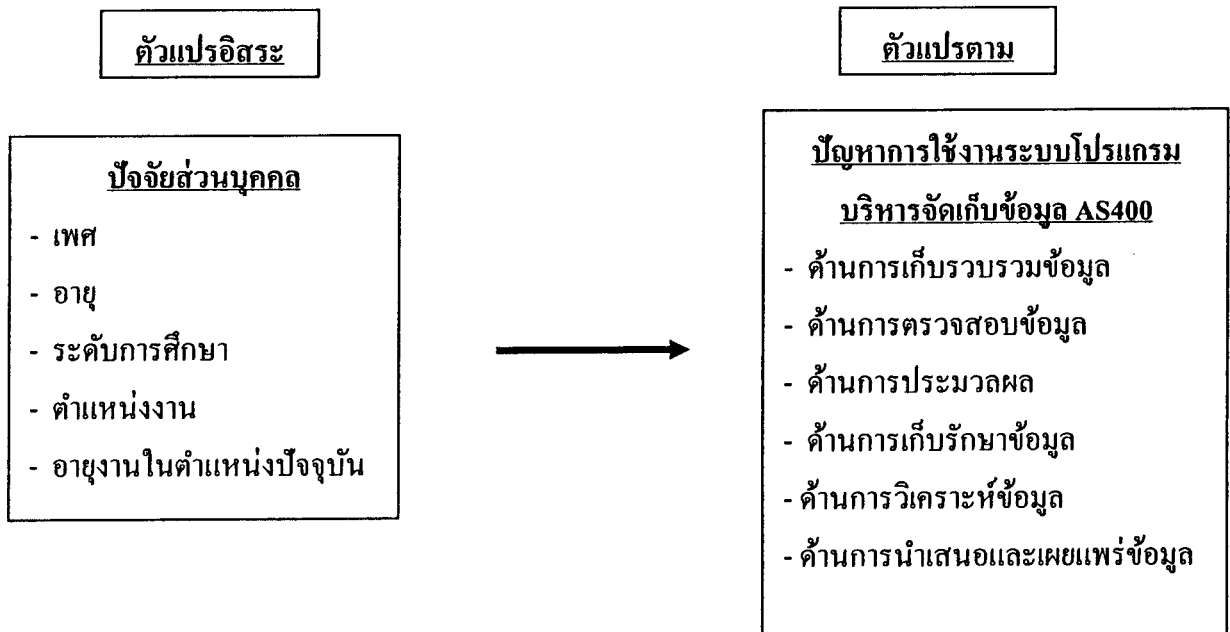 ตัวแปรอิสระ
ตัวแปรตาม
ปัจจัยส่วนบุคคล
- เพศ
- อายุ
- ระดับการศึกษา
- ตำแหน่งงาน
- อายุงานในตำแหน่งปัจจุบัน
ปัญหาการใช้งานระบบโปรแกรม
บริหารจัดเก็บข้อมูล AS400
- ด้านการเก็บรวบรวมข้อมูล
- ด้านการตรวจสอบข้อมูล
- ด้านการประมวลผล
- ด้านการเก็บรักษาข้อมูล
- ด้านการวิเคราะห์ข้อมูล
- ด้านการนำเสนอและเผยแพร่ข้อมูล